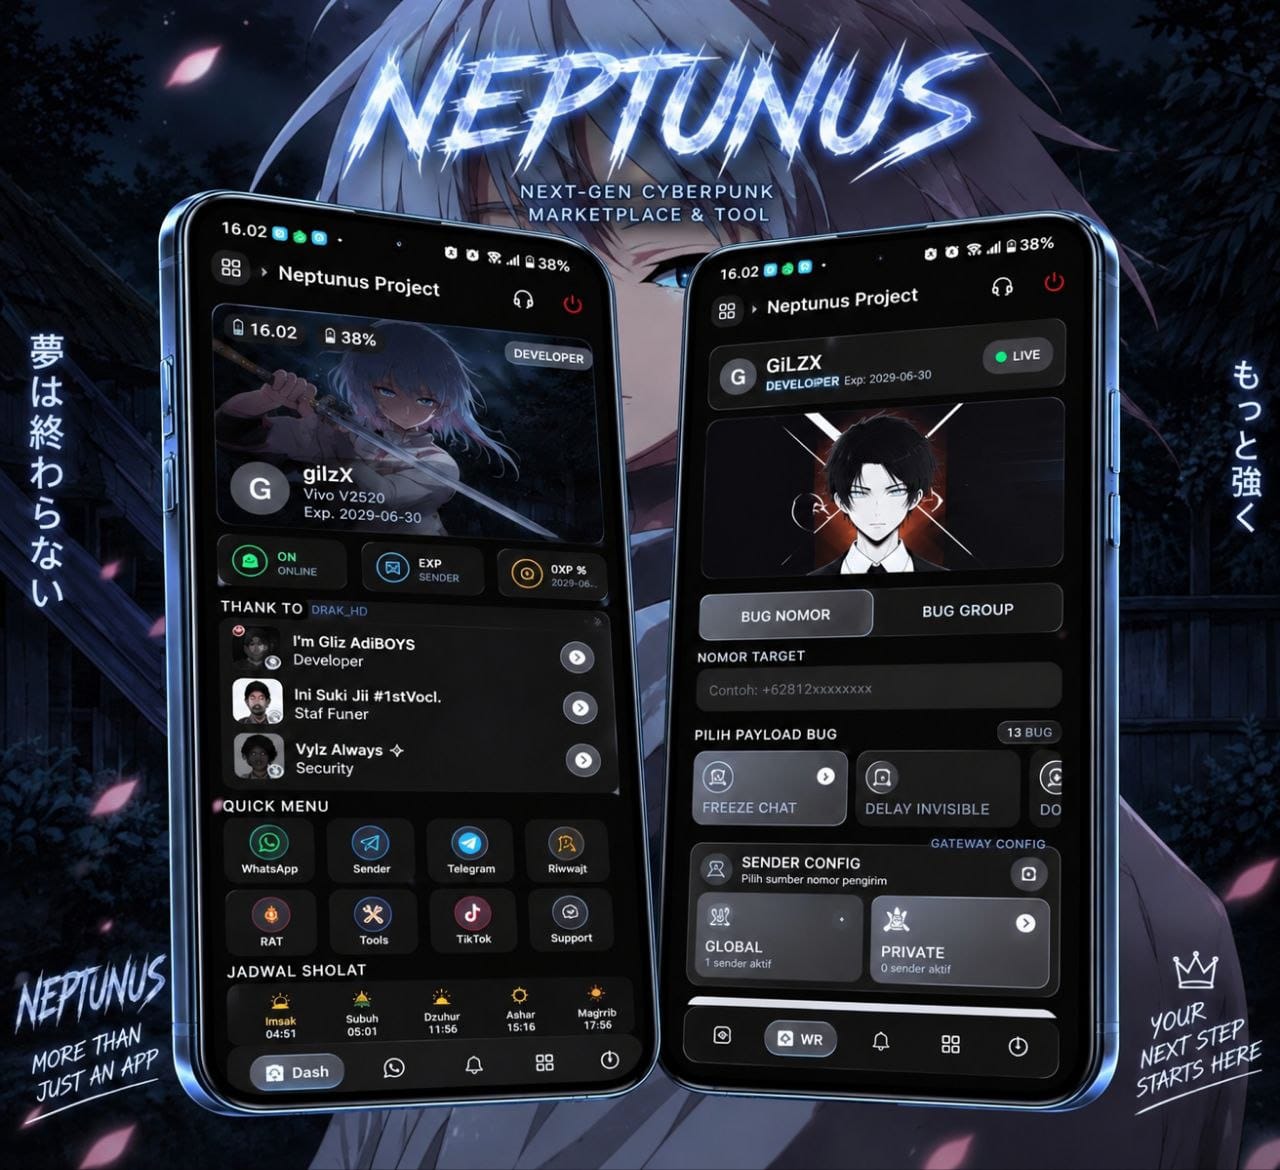 NEPTUNUS
NEXT-GEN CYBERPUNK
MARKETPLACE & TOOL
夢は終わらない
16.02
38%
Neptunus Project
16.02
38%
DEVELOPER
G
gilzX
Vivo V2520
Exp. 2029-06-30
ON
ONLINE
EXP
SENDER
0XP %
2029-06..
THANK TO DRAK_HD
I'm Gliz AdiBOYS
Developer
Ini Suki Jii #1stVocl.
Staf Funer
Vylz Always
Security
QUICK MENU
WhatsApp
Sender
Telegram
Riwwajt
RAT
Tools
TikTok
Support
JADWAL SHOLAT
Imsak
04:51
Subuh
05:01
Dzuhur
11:56
Ashar
15:16
Magrib
17:56
Dash
16.02
38%
Neptunus Project
G
GiLZX
DEVELOPER Exp: 2029-06-30
LIVE
BUG NOMOR
BUG GROUP
NOMOR TARGET
Contoh: +62812xxxxxxxx
PILIH PAYLOAD BUG
13 BUG
FREEZE CHAT
DELAY INVISIBLE
DO
GATEWAY CONFIG
SENDER CONFIG
Pilih sumber nomor pengirim
GLOBAL
1 sender aktif
PRIVATE
0 sender aktif
WR
もっと強く
NEPTUNUS
MORE THAN
JUST AN APP
YOUR
NEXT STEP
STARTS HERE